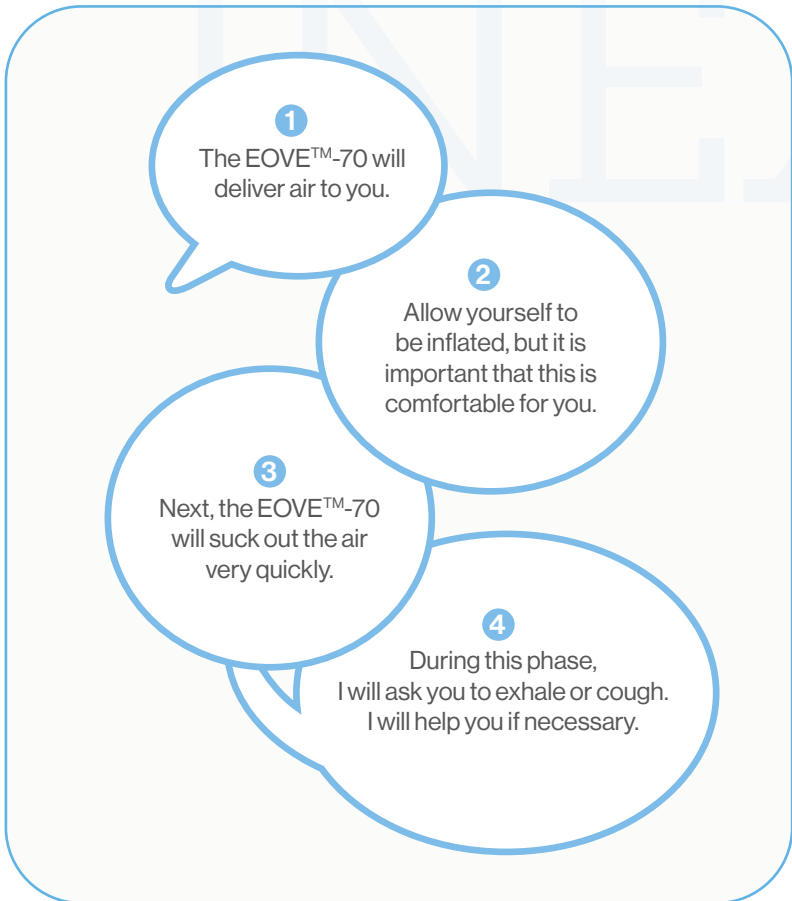 1
The EOVE™-70 will
deliver air to you.
2
Allow yourself to
be inflated, but it is
important that this is
comfortable for you.
3
Next, the EOVE™-70
will suck out the air
very quickly.
4
During this phase,
I will ask you to exhale or cough.
I will help you if necessary.